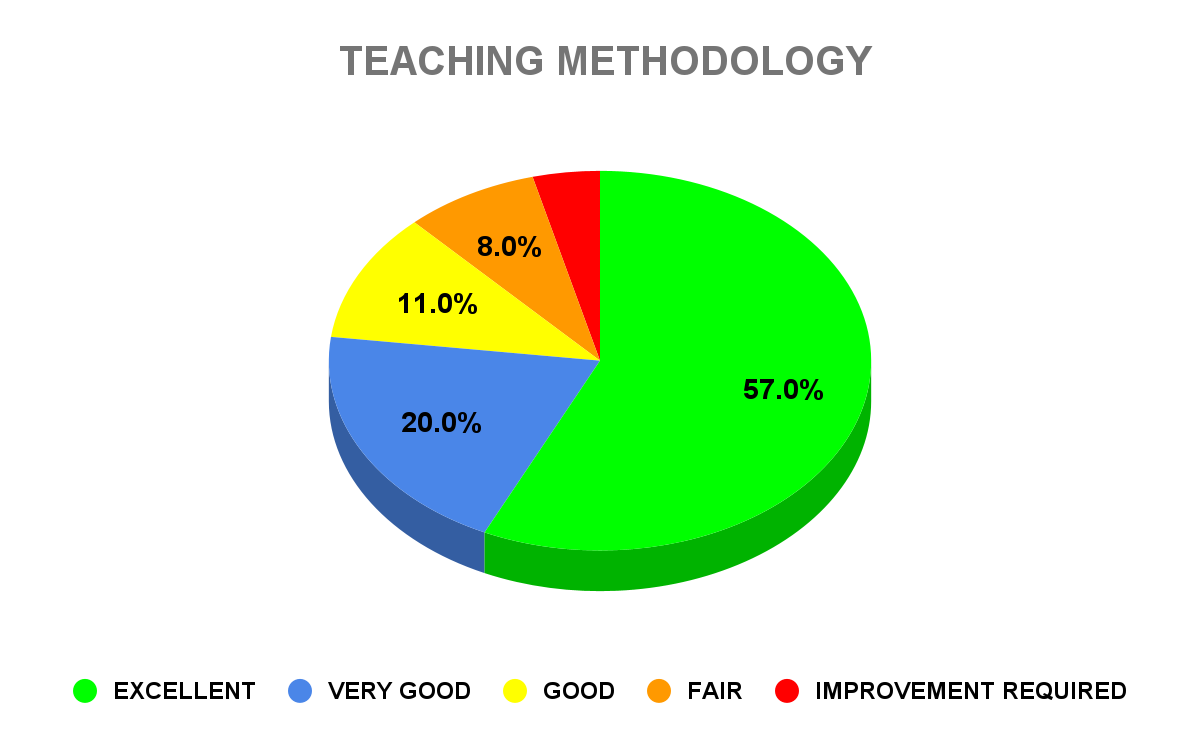 TEACHING METHODOLOGY
8.0%
11.0%
57.0%
20.0%
EXCELLENT VERY GOOD GOOD FAIR IMPROVEMENT REQUIRED